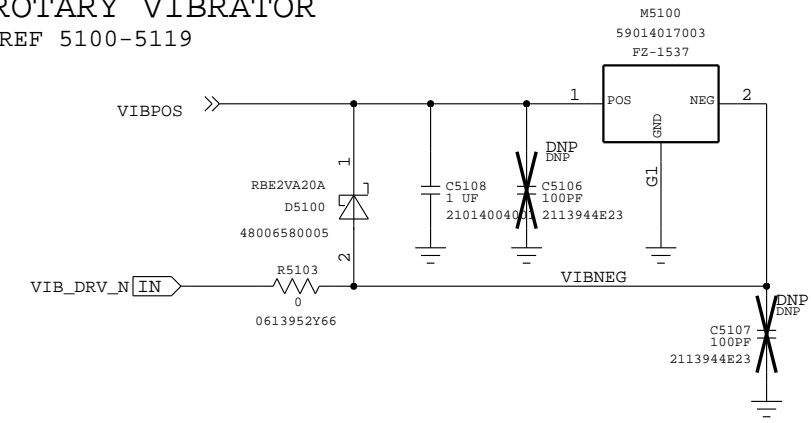 ROTARY VIBRATOR
REF 5100-5119
M5100
59014017003
FZ-1537
VIBPOS
1
POS
NEG
2
GND
G1
DNP
DNP
1
RBE2VA20A
D5100
48006580005
2
C5108
1 UF
C5106
100PF
2113944E23
VIB_DRV_N
IN
R5103
0
0613952Y66
VIBNEG
DNP
DNP
C5107
100PF
2113944E23